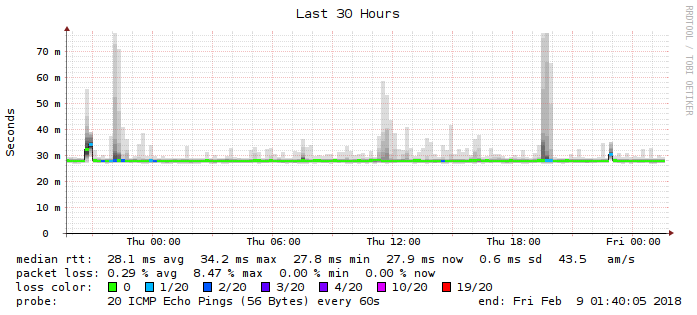 Last 30 Hours
RRDTOOL / TOBI OETIKER
Seconds
70 m
60 m
50 m
40 m
30 m
20 m
10 m
0
Thu 00:00 Thu 06:00 Thu 12:00 Thu 18:00 Fri 00:00
median rtt: 28.1 ms avg 34.2 ms max 27.8 ms min 27.9 ms now 0.6 ms sd 43.5 am/s
packet loss: 0.29 % avg 8.47 % max 0.00 % min 0.00 % now
loss color: 0 1/20 2/20 3/20 4/20 10/20 19/20
probe: 20 ICMP Echo Pings (56 Bytes) every 60s end: Fri Feb 9 01:40:05 2018